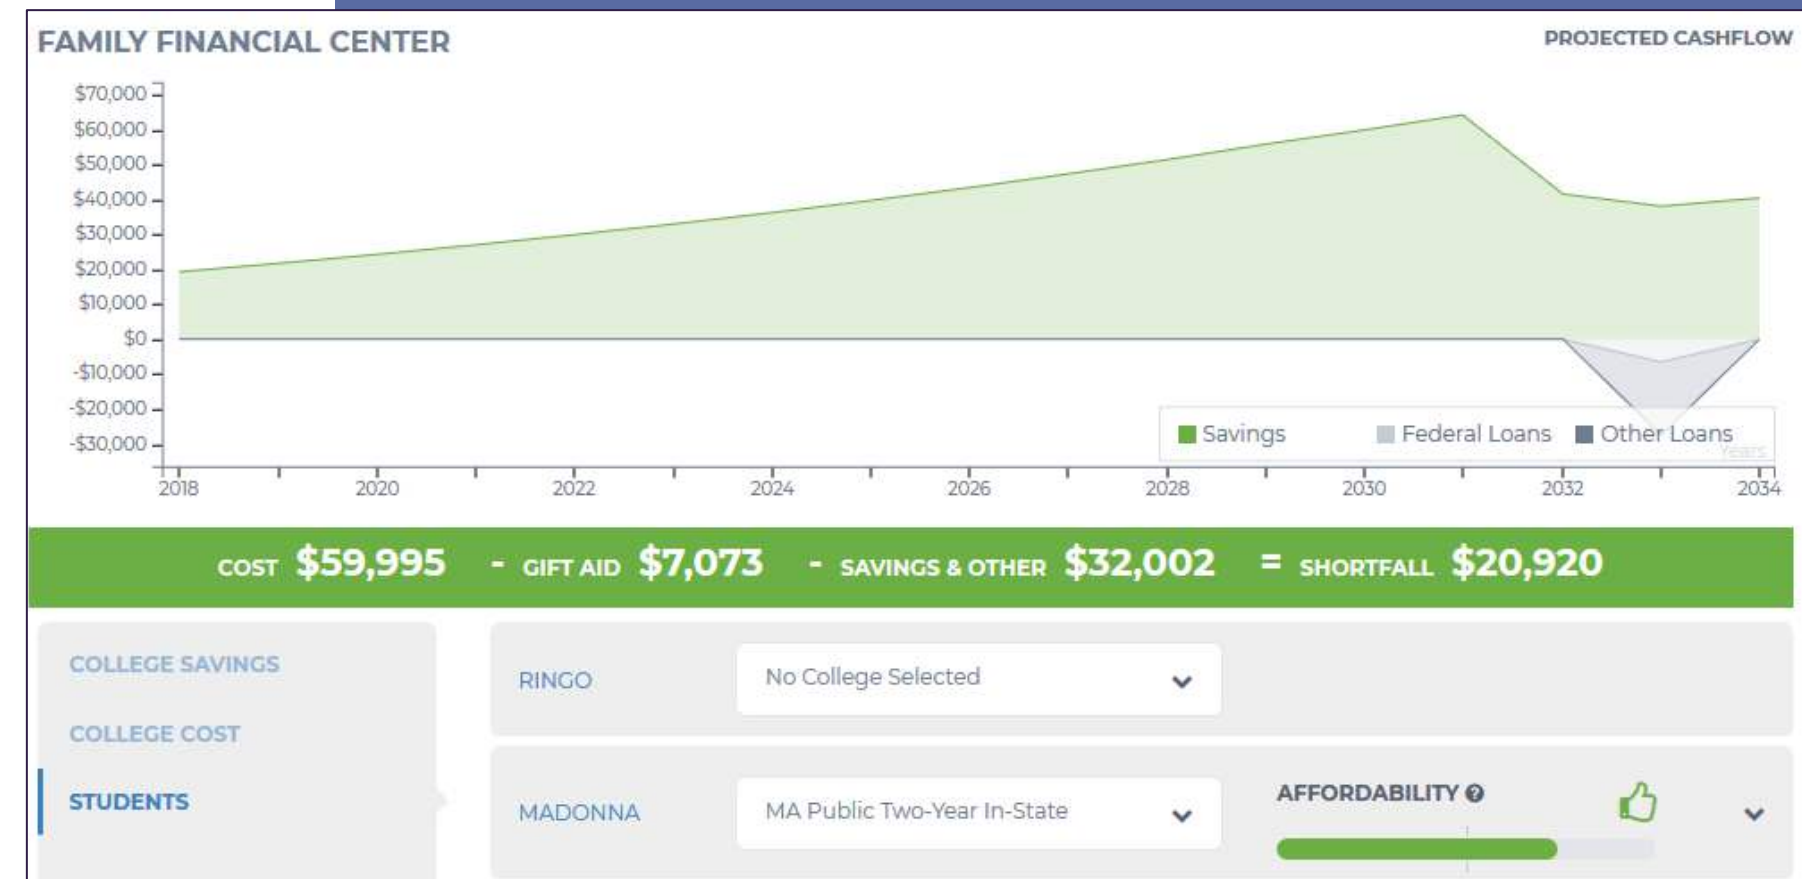 FAMILY FINANCIAL CENTER
PROJECTED CASHFLOW
$70,000
$60,000
$50,000
$40,000
$30,000
$20,000
$10,000
$0
-$10,000
-$20,000
-$30,000
Savings Federal Loans Other Loans
Years
2018 2020 2022 2024 2026 2028 2030 2032 2034
COST $59,995 - GIFT AID $7,073 - SAVINGS & OTHER $32,002 = SHORTFALL $20,920
COLLEGE SAVINGS
COLLEGE COST
STUDENTS
RINGO No College Selected
MADONNA MA Public Two-Year In-State
AFFORDABILITY ?